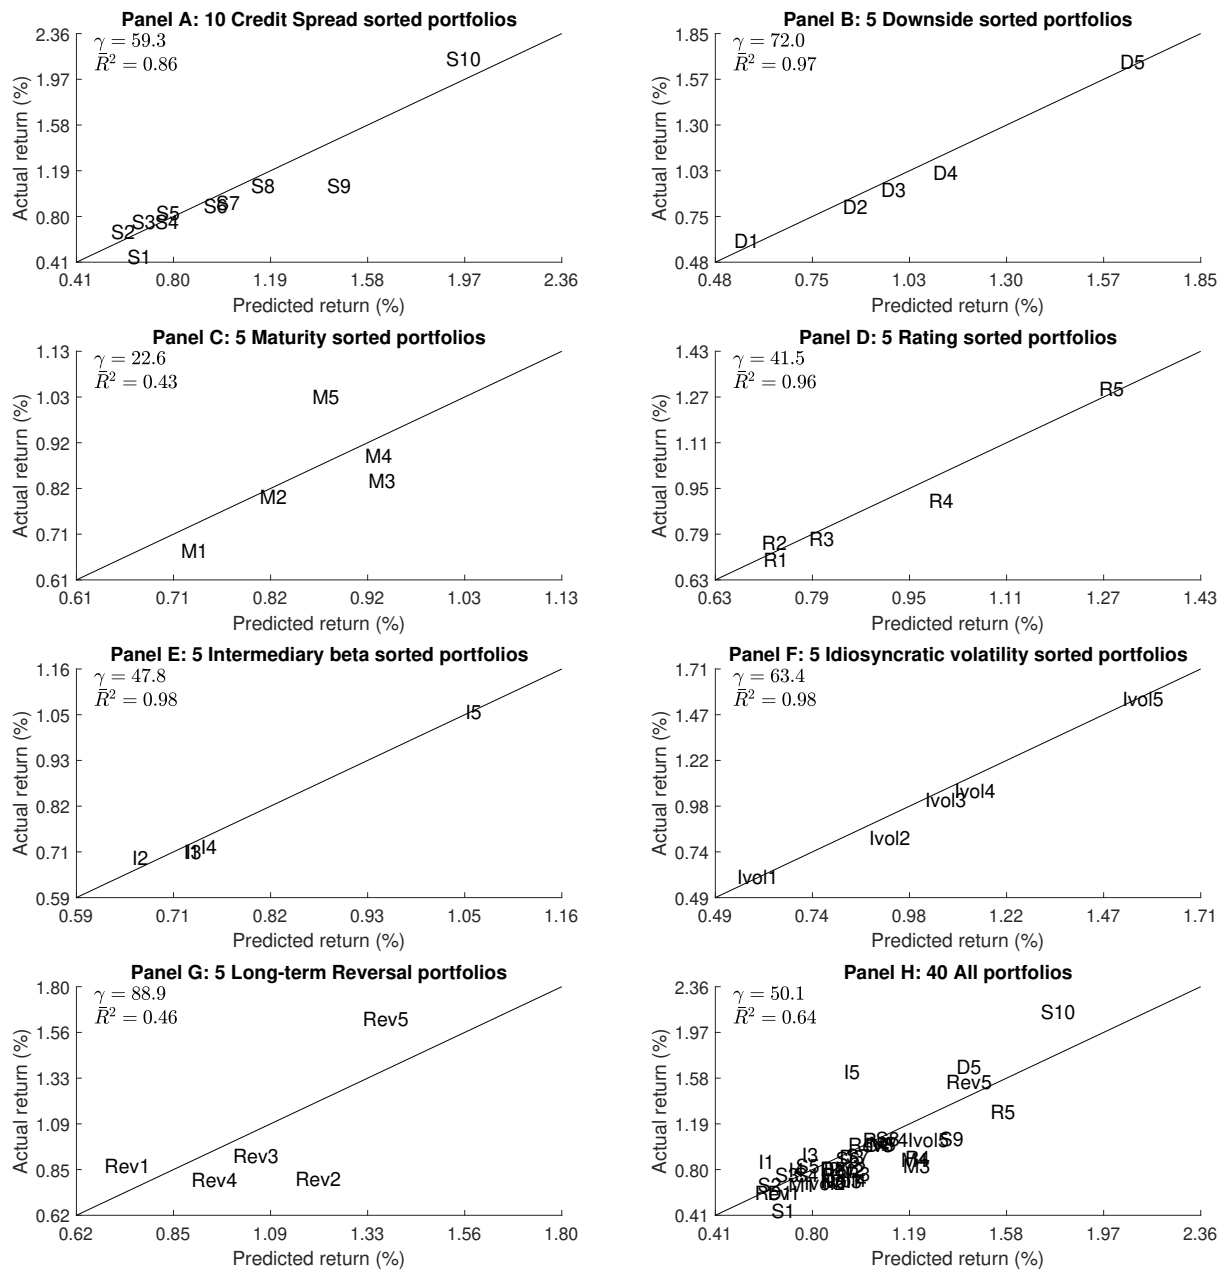 Panel A: 10 Credit Spread sorted portfolios
γ = 59.3
R̄² = 0.86
Actual return (%)
2.36
1.97
1.58
1.19
0.80
0.41
S10
S9
S8
S7
S6
S5
S4
S3
S2
S1
0.41 0.80 1.19 1.58 1.97 2.36
Predicted return (%)
Panel B: 5 Downside sorted portfolios
γ = 72.0
R̄² = 0.97
Actual return (%)
1.85
1.57
1.30
1.03
0.75
0.48
D5
D4
D3
D2
D1
0.48 0.75 1.03 1.30 1.57 1.85
Predicted return (%)
Panel C: 5 Maturity sorted portfolios
γ = 22.6
R̄² = 0.43
Actual return (%)
1.13
1.03
0.92
0.82
0.71
0.61
M5
M4
M3
M2
M1
0.61 0.71 0.82 0.92 1.03 1.13
Predicted return (%)
Panel D: 5 Rating sorted portfolios
γ = 41.5
R̄² = 0.96
Actual return (%)
1.43
1.27
1.11
0.95
0.79
0.63
R5
R4
R3
R2
R1
0.63 0.79 0.95 1.11 1.27 1.43
Predicted return (%)
Panel E: 5 Intermediary beta sorted portfolios
γ = 47.8
R̄² = 0.98
Actual return (%)
1.16
1.05
0.93
0.82
0.71
0.59
I5
I4
I3
I2
0.59 0.71 0.82 0.93 1.05 1.16
Predicted return (%)
Panel F: 5 Idiosyncratic volatility sorted portfolios
γ = 63.4
R̄² = 0.98
Actual return (%)
1.71
1.47
1.22
0.98
0.74
0.49
Ivol5
Ivol4
Ivol3
Ivol2
Ivol1
0.49 0.74 0.98 1.22 1.47 1.71
Predicted return (%)
Panel G: 5 Long-term Reversal portfolios
γ = 88.9
R̄² = 0.46
Actual return (%)
1.80
1.56
1.33
1.09
0.85
0.62
Rev5
Rev3
Rev1
Rev4
Rev2
0.62 0.85 1.09 1.33 1.56 1.80
Predicted return (%)
Panel H: 40 All portfolios
γ = 50.1
R̄² = 0.64
Actual return (%)
2.36
1.97
1.58
1.19
0.80
0.41
S10
D5
I5
Rev5
R5
Ivol5
S9
I3
I1
R4
M3
S2
S1
0.41 0.80 1.19 1.58 1.97 2.36
Predicted return (%)